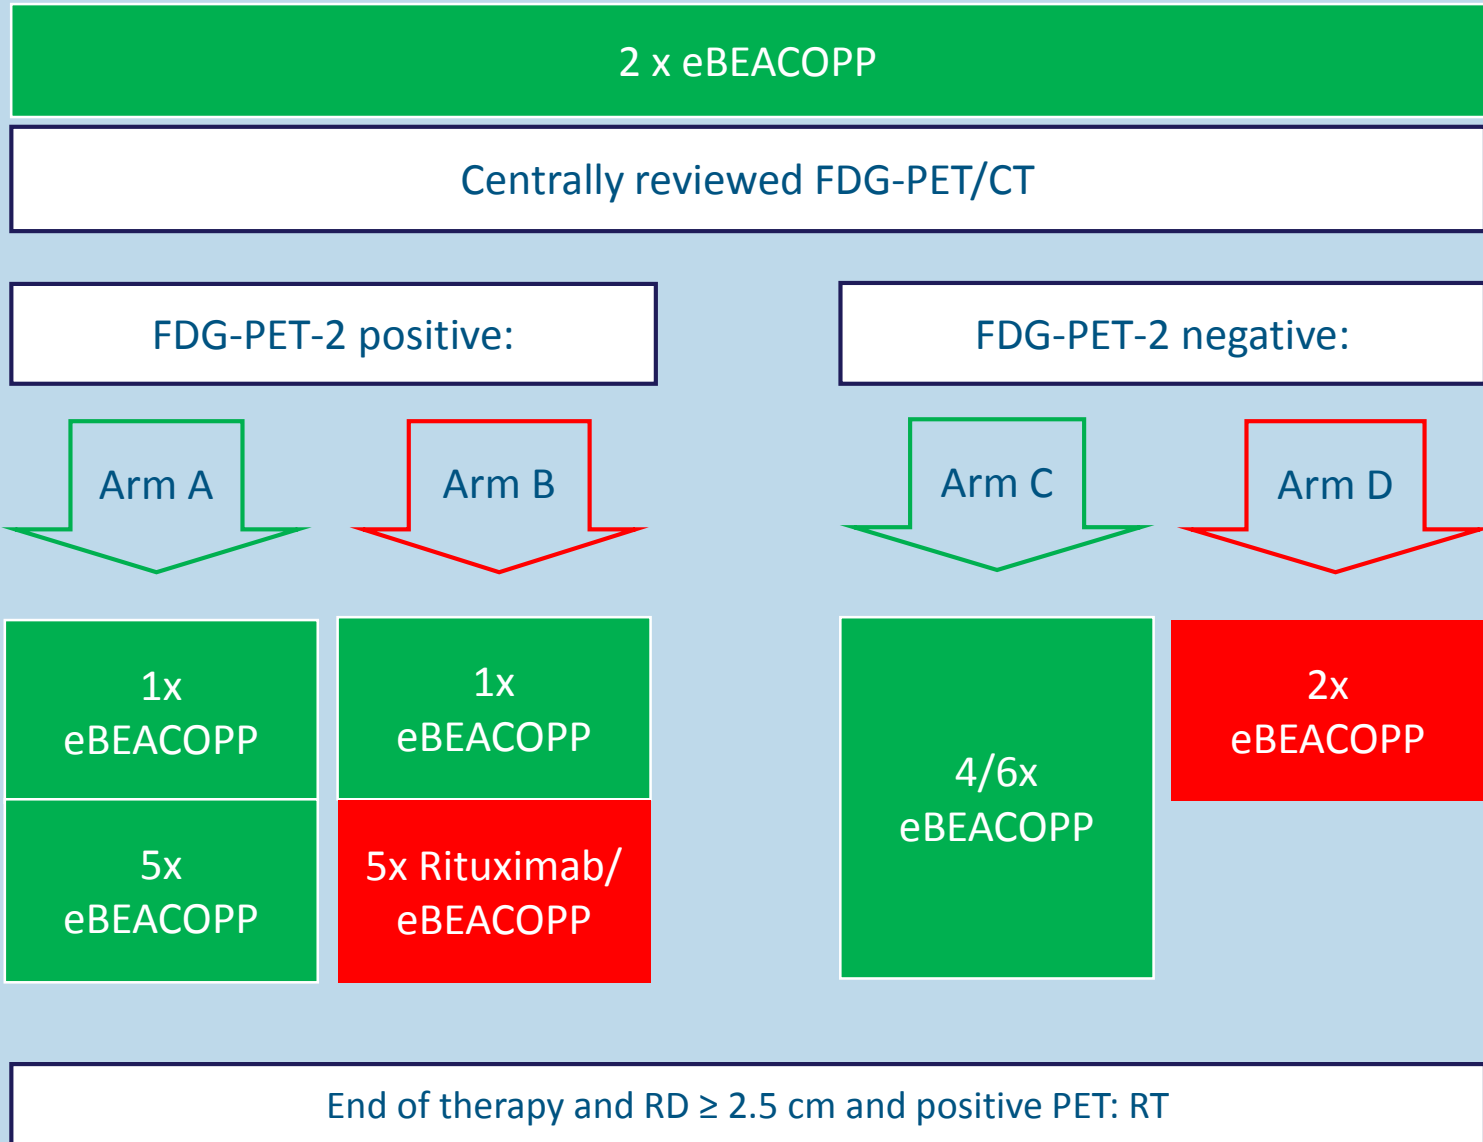 2 x eBEACOPP
Centrally reviewed FDG-PET/CT
FDG-PET-2 positive:
FDG-PET-2 negative:
Arm A
Arm B
Arm C
Arm D
1x
eBEACOPP
5x
eBEACOPP
1x
eBEACOPP
5x Rituximab/
eBEACOPP
4/6x
eBEACOPP
2x
eBEACOPP
End of therapy and RD ≥ 2.5 cm and positive PET: RT